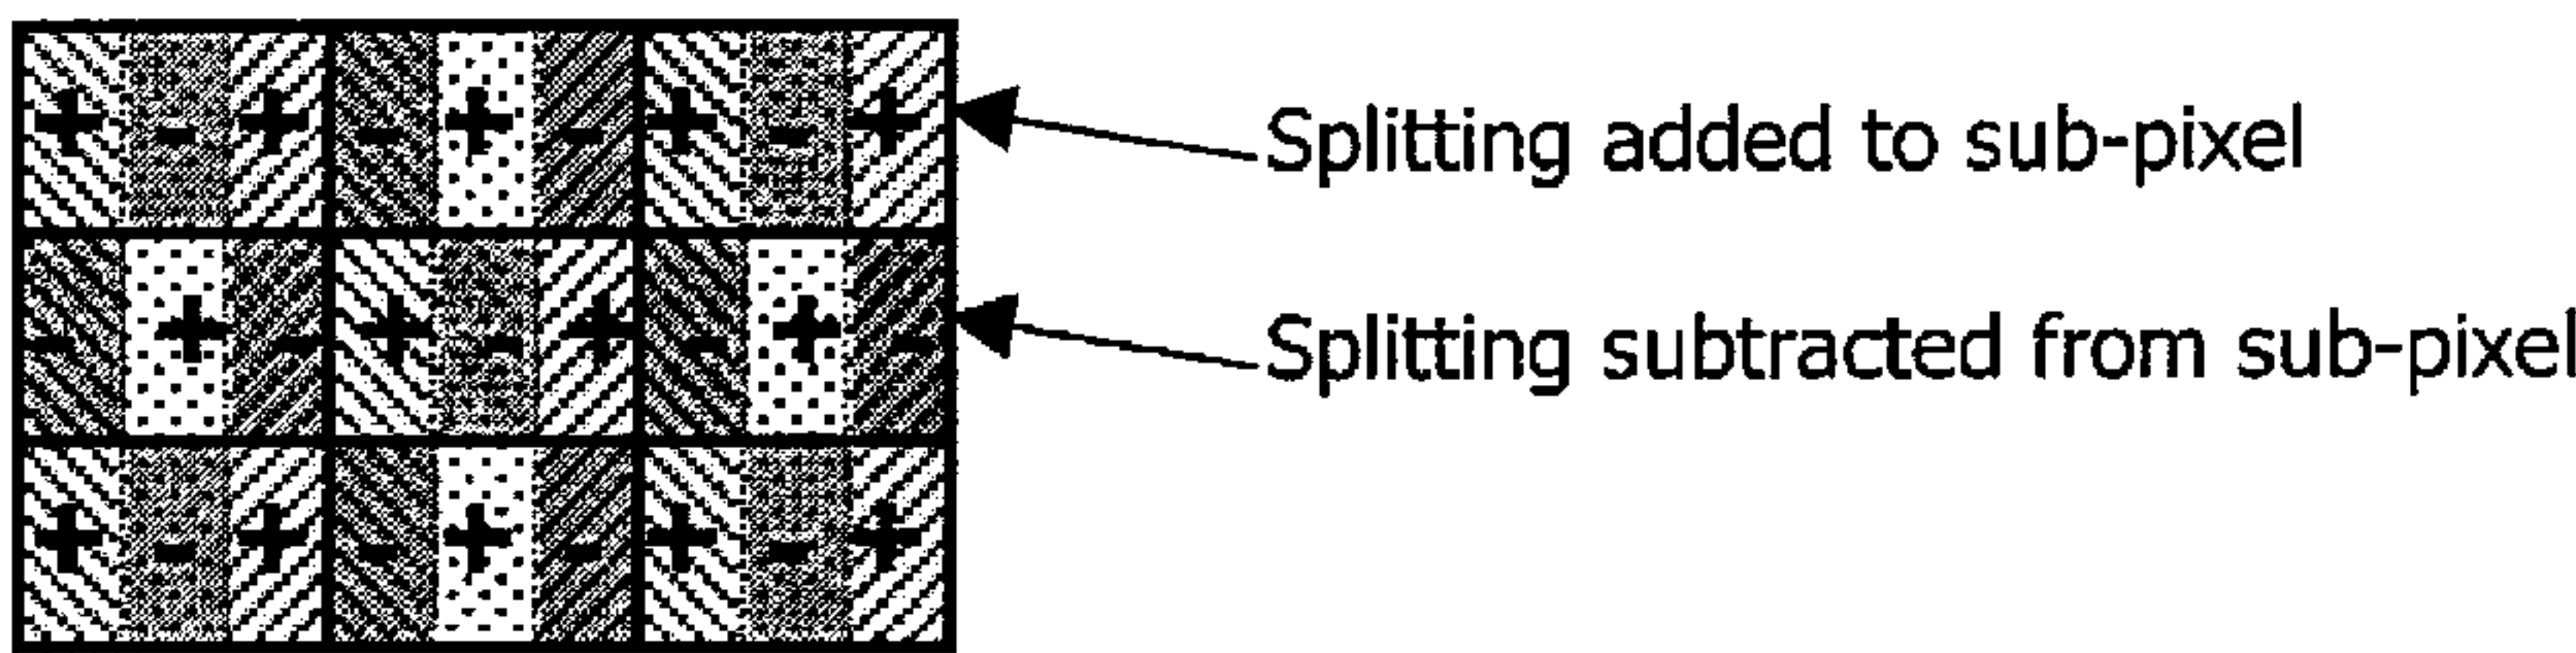 + - + - + - + - + Splitting added to sub-pixel
- + - + - + - + - Splitting subtracted from sub-pixel
+ - + - + - + - +